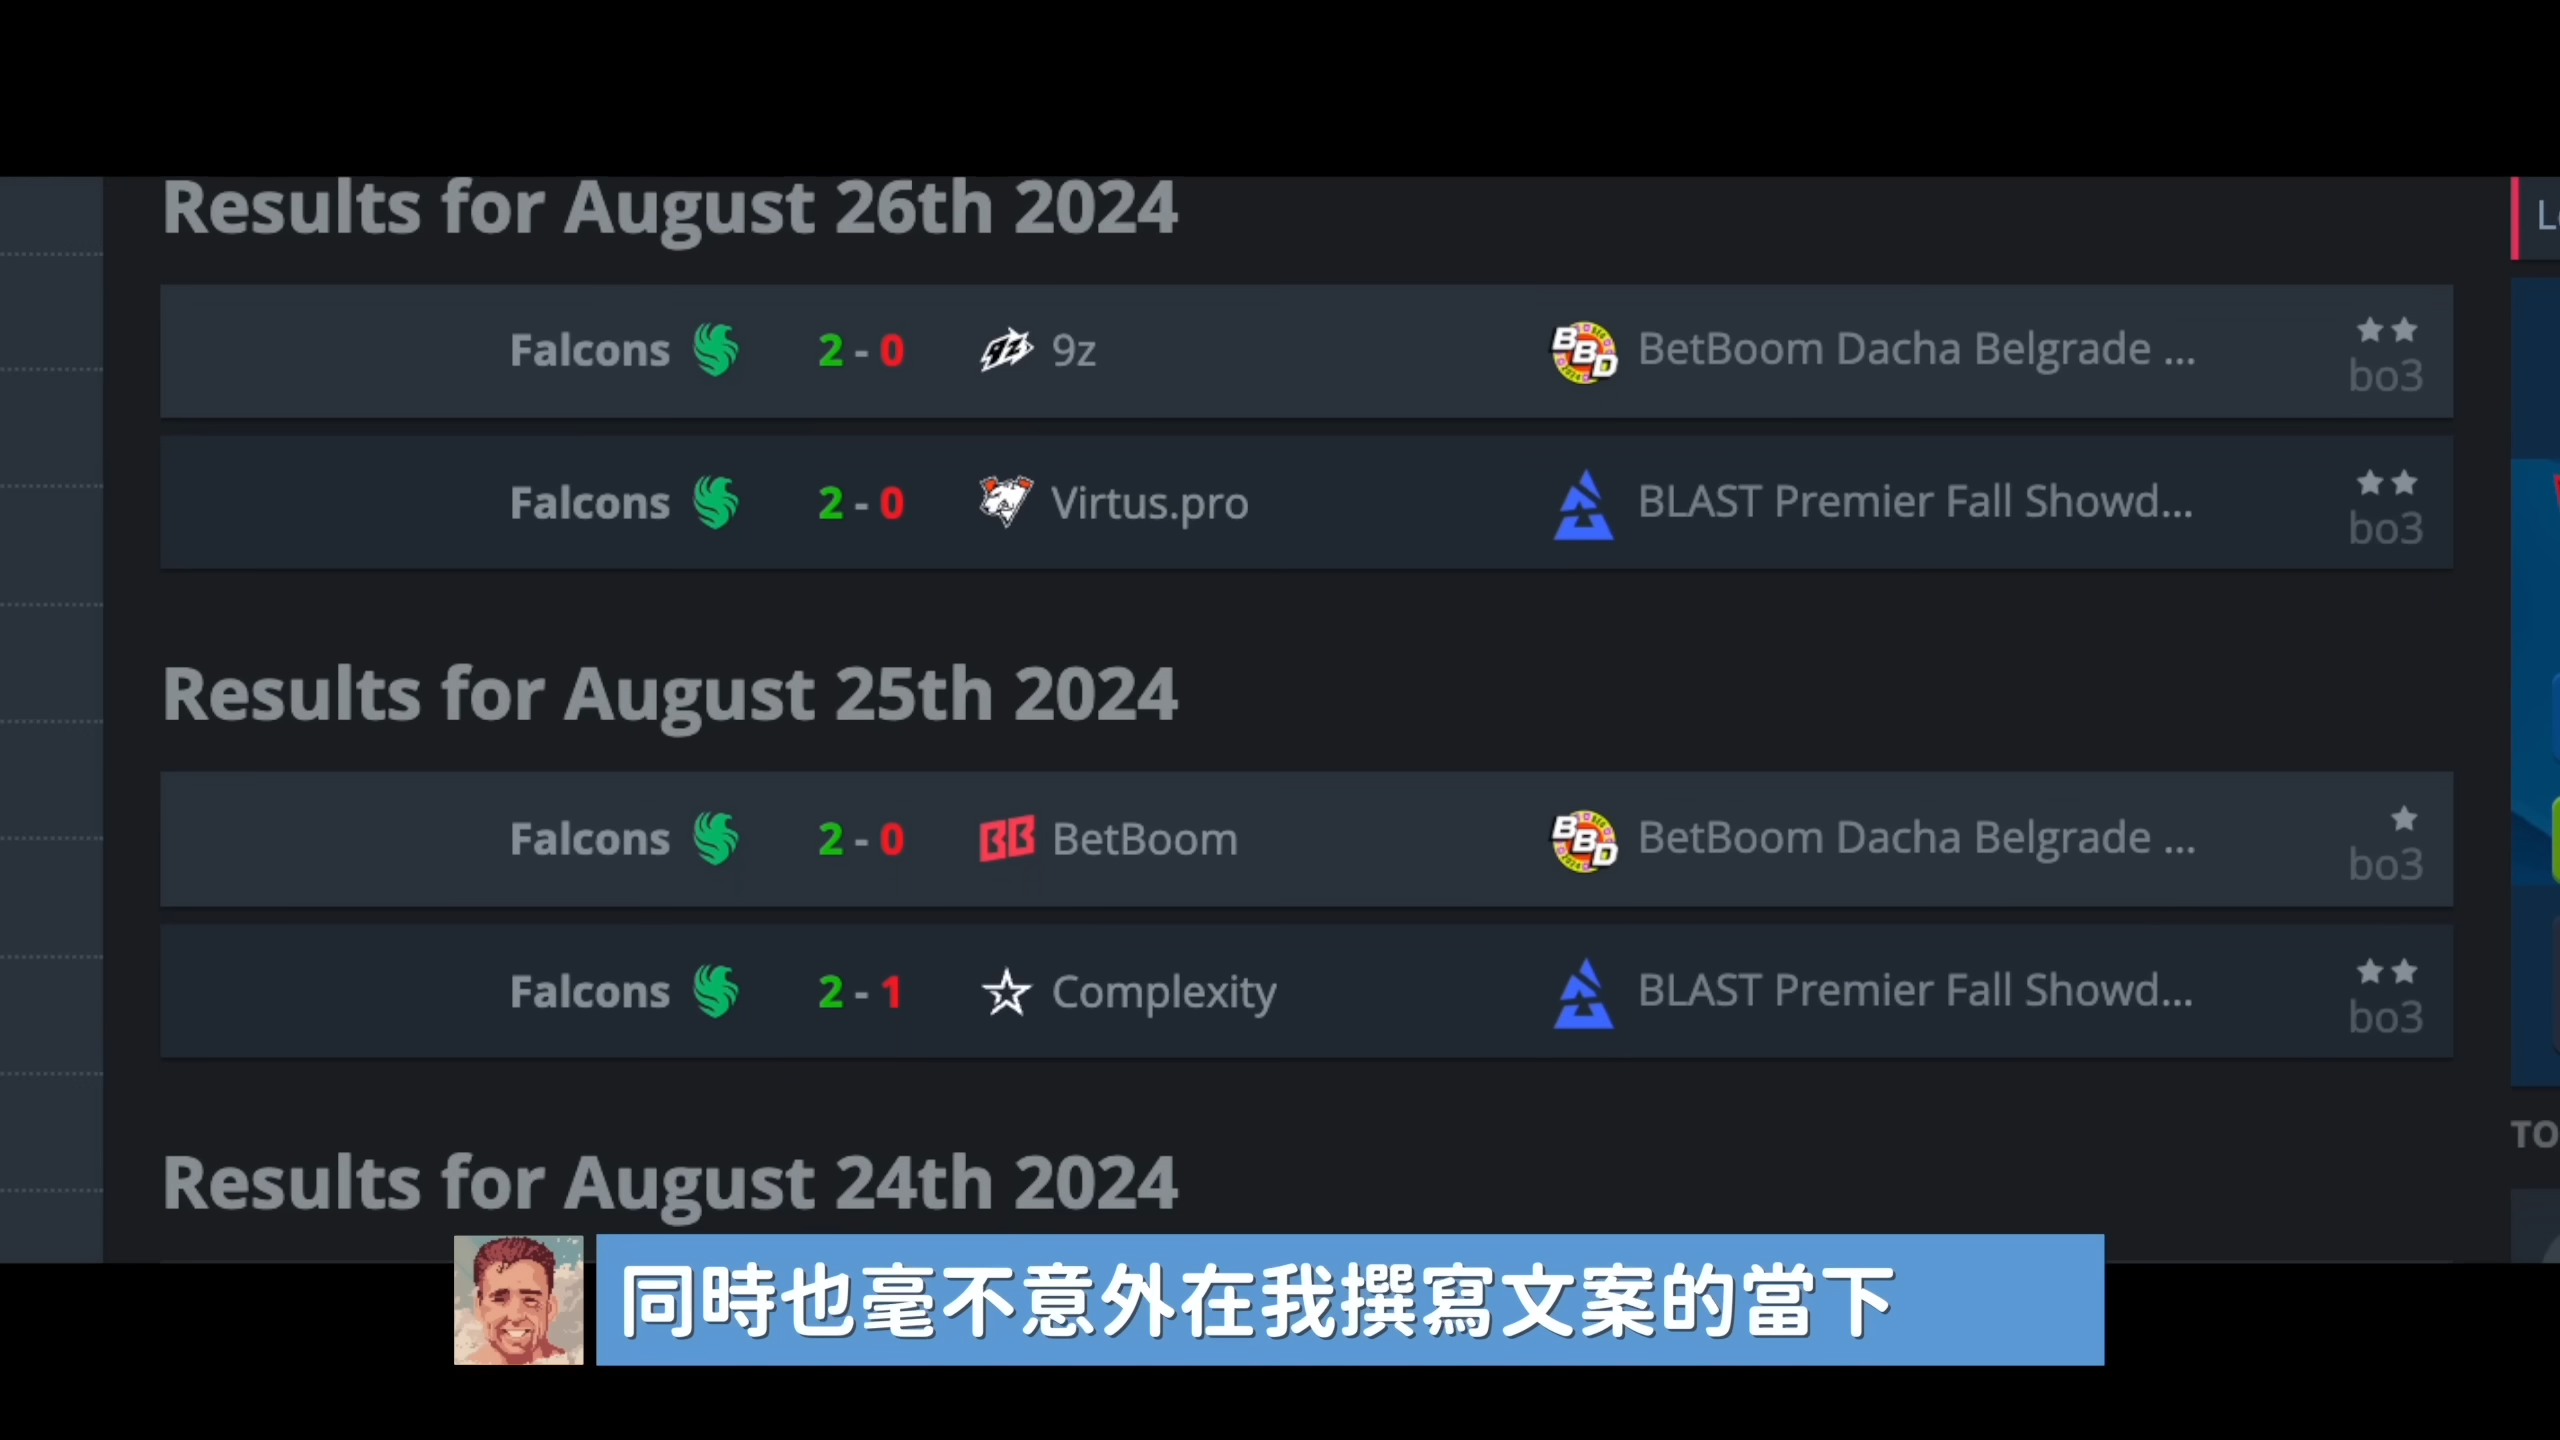 Results for August 26th 2024
Falcons 2 - 0 9z BetBoom Dacha Belgrade ... bo3
Falcons 2 - 0 Virtus.pro BLAST Premier Fall Showd... bo3
Results for August 25th 2024
Falcons 2 - 0 BetBoom BetBoom Dacha Belgrade ... bo3
Falcons 2 - 1 Complexity BLAST Premier Fall Showd... bo3
TO
Results for August 24th 2024
同時也毫不意外在我撰寫文案的當下